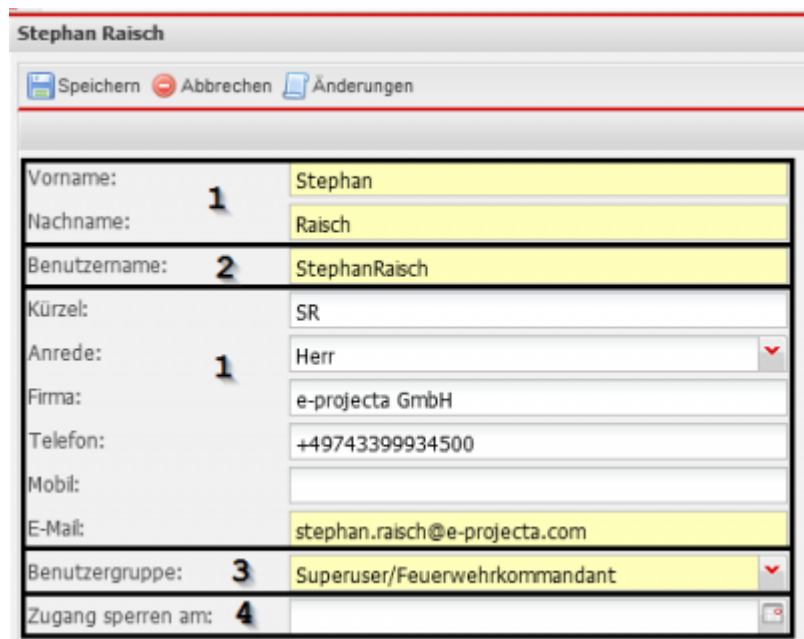 Stephan Raisch
Speichern Abbrechen Änderungen
Vorname: Stephan
1
Nachname: Raisch
Benutzername: 2 StephanRaisch
Kürzel: SR
Anrede: Herr
1
Firma: e-projecta GmbH
Telefon: +49743399934500
Mobil:
E-Mail: stephan.raisch@e-projecta.com
Benutzergruppe: 3 Superuser/Feuerwehrkommandant
Zugang sperren am: 4